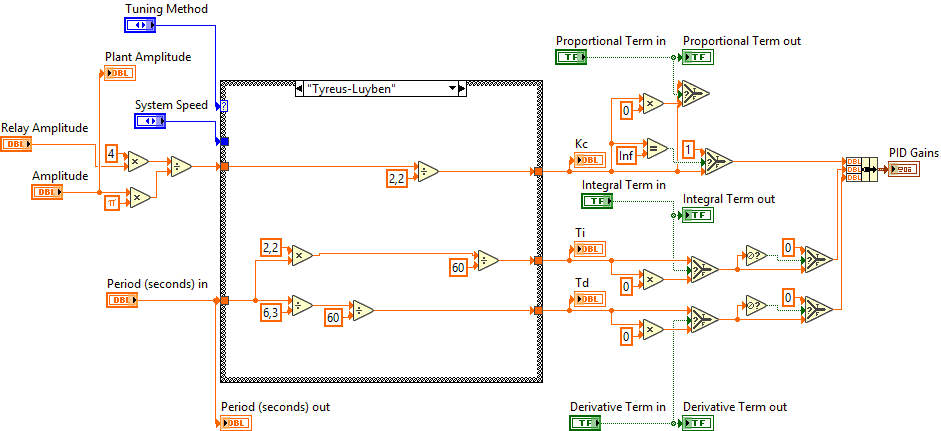 Tuning Method
Proportional Term in
Proportional Term out
TF
TF
Plant Amplitude
DBL
"Tyreus-Luyben"
?
System Speed
?
T
F
0
×
Relay Amplitude
DBL
4
×
÷
Kc
DBL
Inf
=
1
?
T
F
PID Gains
DBL
DBL
DBL
Amplitude
DBL
π
×
2,2
÷
Integral Term in
TF
Integral Term out
TF
Ti
DBL
2,2
×
60
÷
0
×
?
T
F
∅?
0
?
T
F
Period (seconds) in
DBL
6,3
÷
60
÷
Td
DBL
0
×
?
T
F
∅?
0
?
T
F
Period (seconds) out
DBL
Derivative Term in
TF
Derivative Term out
TF